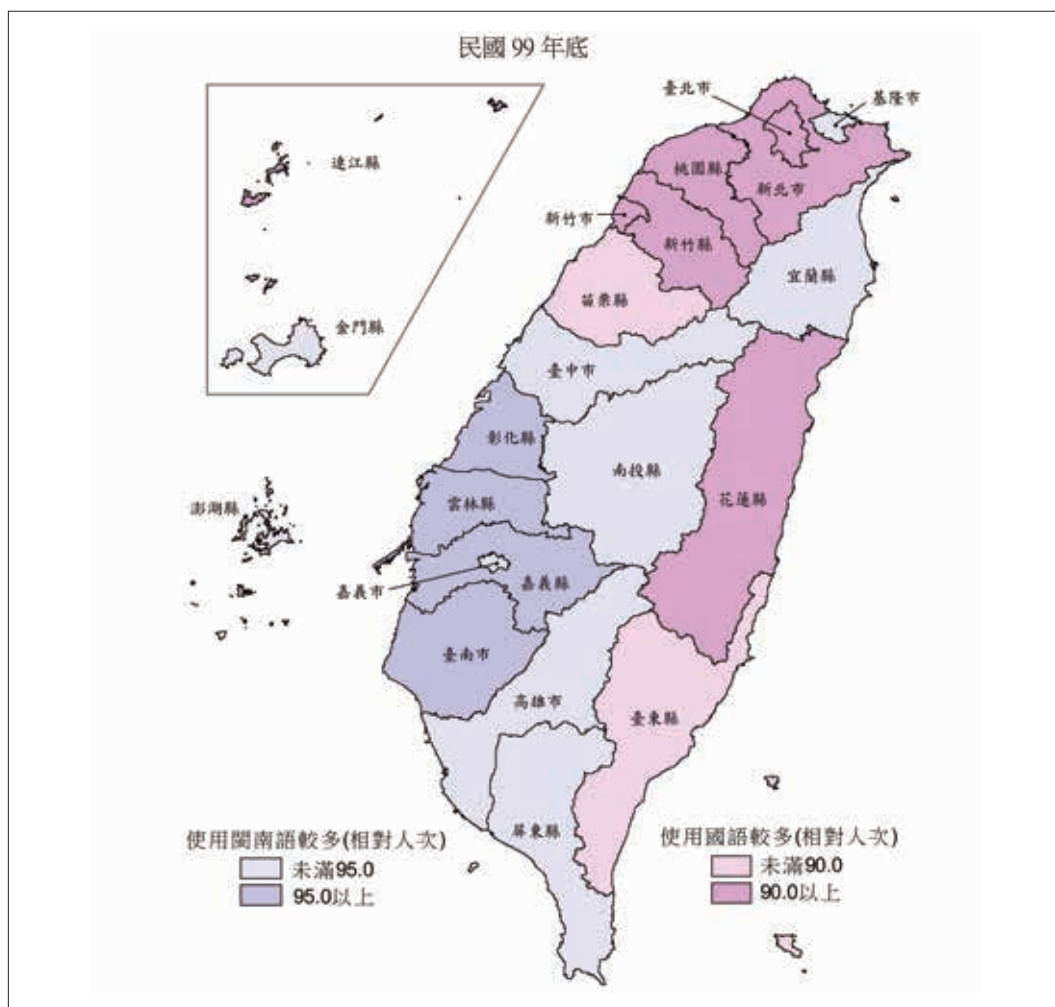 民國 99 年底
臺北市
基隆市
連江縣
桃園縣
新北市
新竹市
新竹縣
宜蘭縣
苗栗縣
金門縣
臺中市
彰化縣
南投縣
花蓮縣
雲林縣
澎湖縣
嘉義市
嘉義縣
臺南市
高雄市
臺東縣
屏東縣
使用閩南語較多(相對人次)
未滿95.0
95.0以上
使用國語較多(相對人次)
未滿90.0
90.0以上